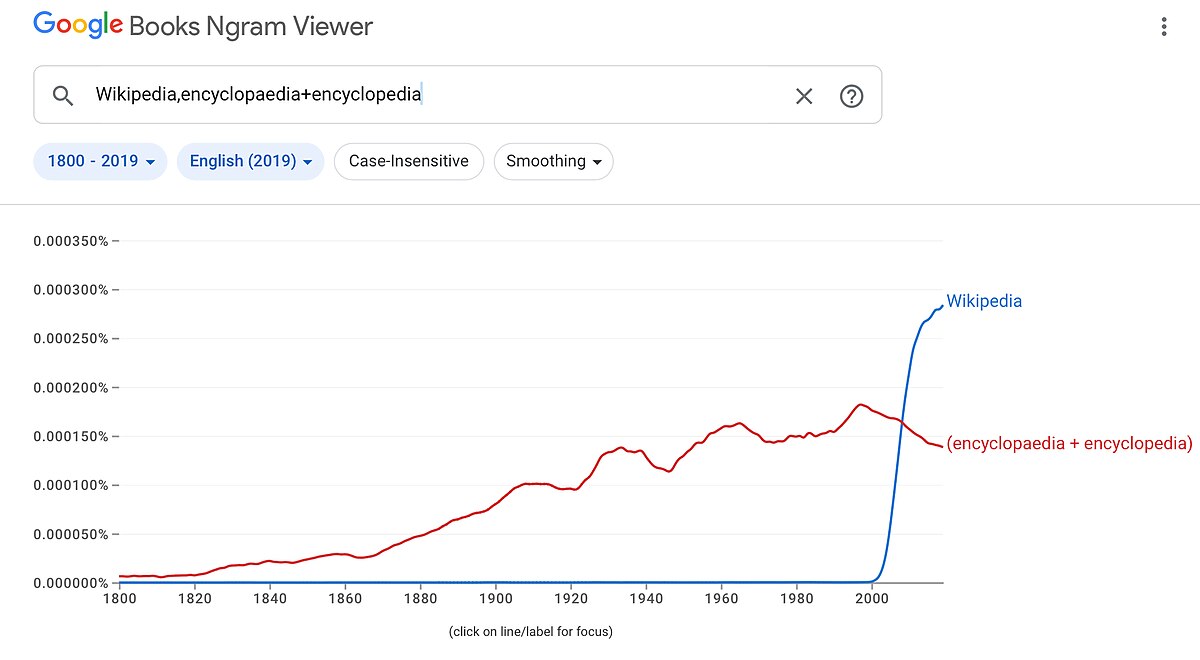 Google Books Ngram Viewer
Wikipedia,encyclopaedia+encyclopedia
1800 - 2019 English (2019) Case-Insensitive Smoothing
0.000350%
0.000300%
Wikipedia
0.000250%
0.000200%
0.000150%
(encyclopaedia + encyclopedia)
0.000100%
0.000050%
0.000000%
1800 1820 1840 1860 1880 1900 1920 1940 1960 1980 2000
(click on line/label for focus)